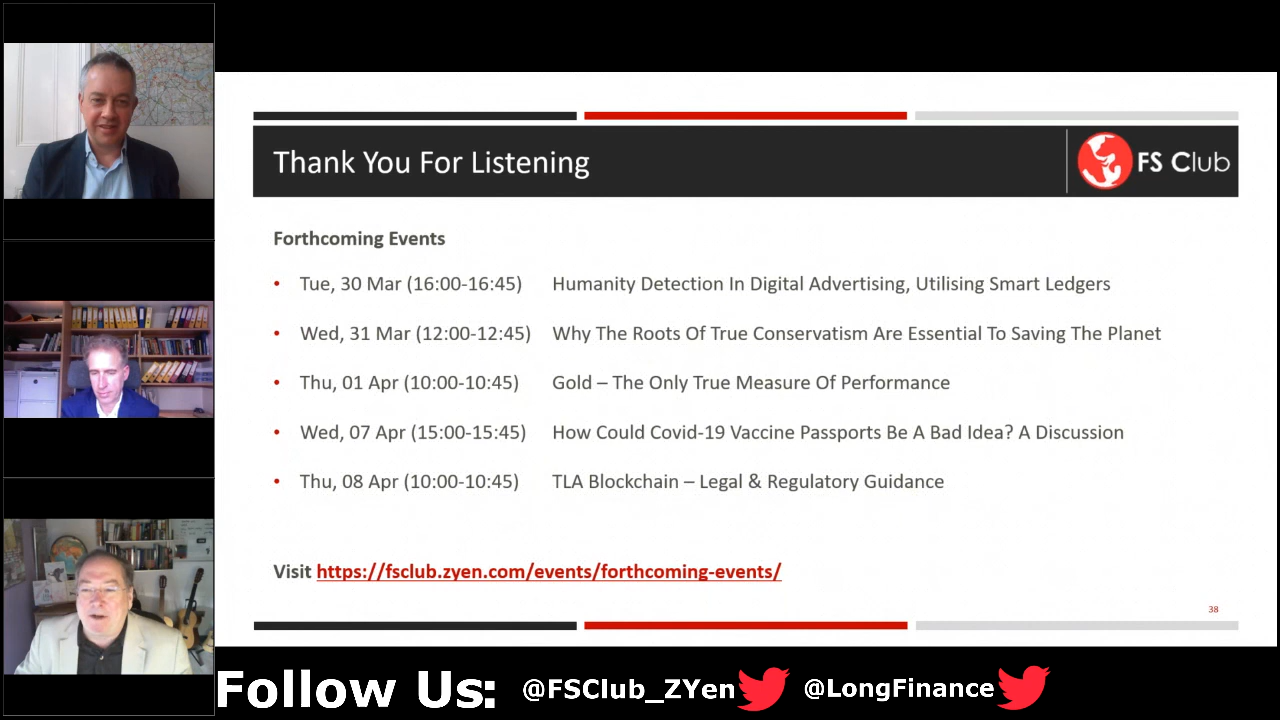 Thank You For Listening
FS Club
Forthcoming Events
• Tue, 30 Mar (16:00-16:45) Humanity Detection In Digital Advertising, Utilising Smart Ledgers
• Wed, 31 Mar (12:00-12:45) Why The Roots Of True Conservatism Are Essential To Saving The Planet
• Thu, 01 Apr (10:00-10:45) Gold – The Only True Measure Of Performance
• Wed, 07 Apr (15:00-15:45) How Could Covid-19 Vaccine Passports Be A Bad Idea? A Discussion
• Thu, 08 Apr (10:00-10:45) TLA Blockchain – Legal & Regulatory Guidance
Visit https://fsclub.zyen.com/events/forthcoming-events/
38
Follow Us: @FSClub_ZYen @LongFinance